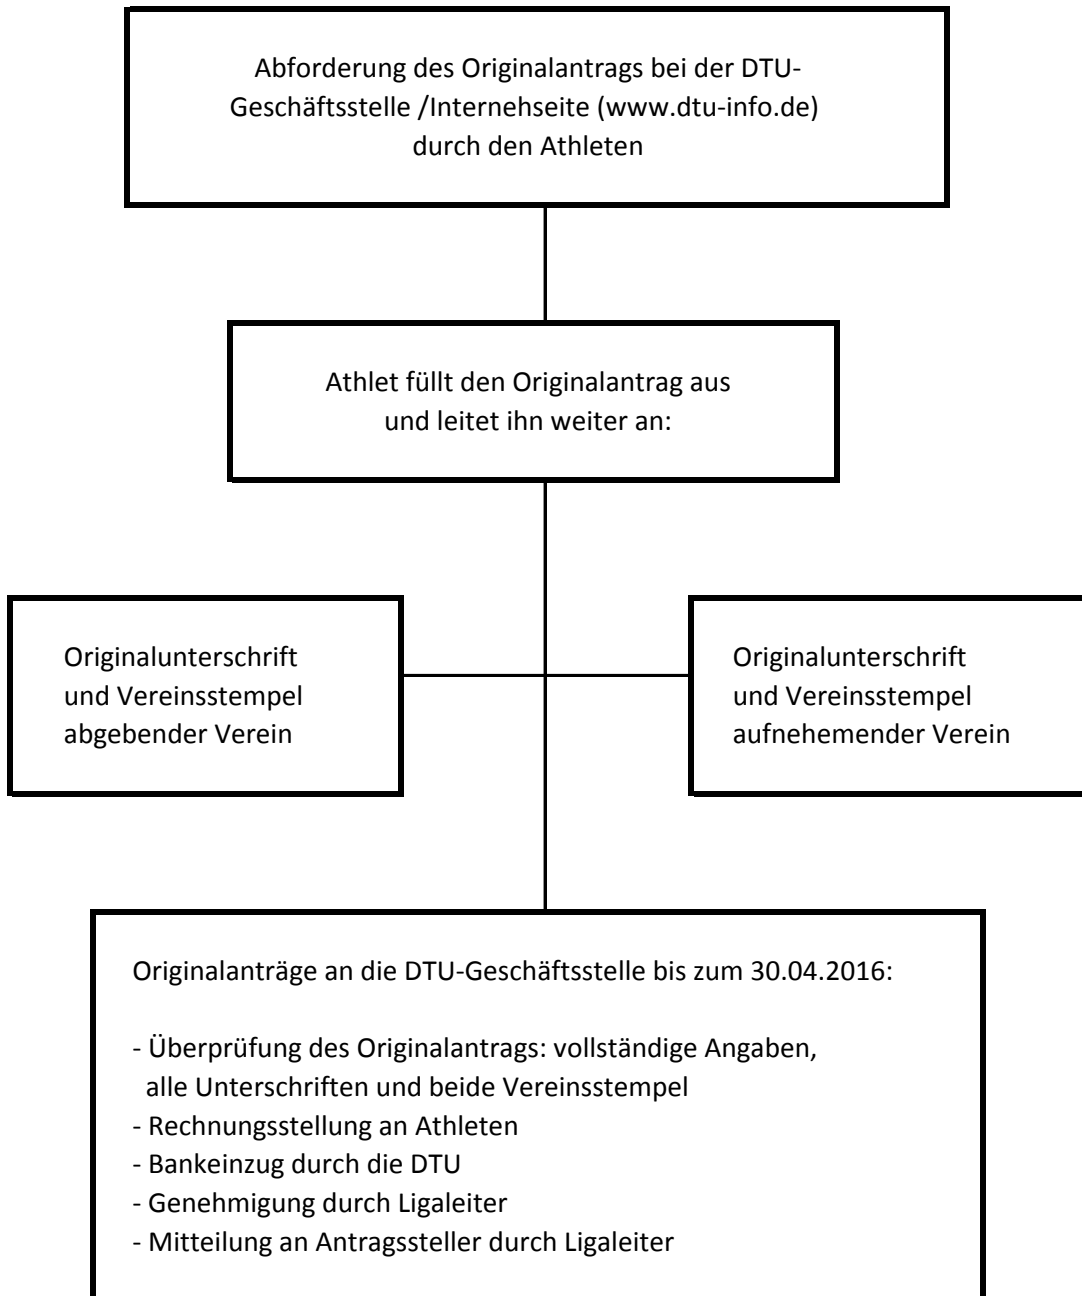 Abforderung des Originalantrags bei der DTU-
Geschäftsstelle /Internehseite (www.dtu-info.de)
durch den Athleten
Athlet füllt den Originalantrag aus
und leitet ihn weiter an:
Originalunterschrift
und Vereinsstempel
abgebender Verein
Originalunterschrift
und Vereinsstempel
aufnehemender Verein
Originalanträge an die DTU-Geschäftsstelle bis zum 30.04.2016:
- Überprüfung des Originalantrags: vollständige Angaben,
alle Unterschriften und beide Vereinsstempel
- Rechnungsstellung an Athleten
- Bankeinzug durch die DTU
- Genehmigung durch Ligaleiter
- Mitteilung an Antragssteller durch Ligaleiter